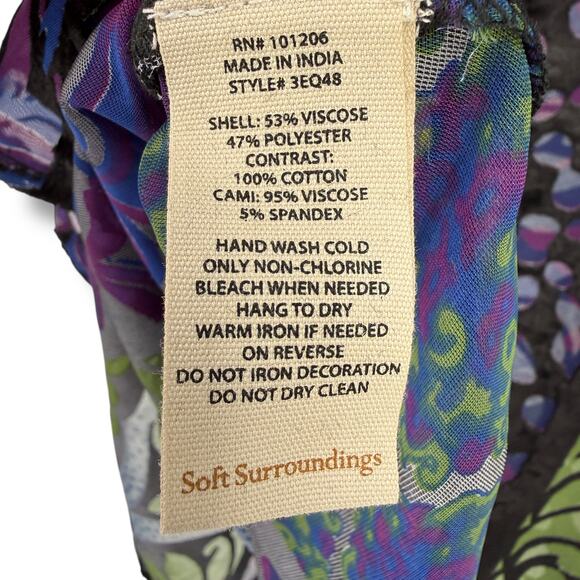 RN# 101206
MADE IN INDIA
STYLE# 3EQ48
SHELL: 53% VISCOSE
47% POLYESTER
CONTRAST:
100% COTTON
CAMI: 95% VISCOSE
5% SPANDEX
HAND WASH COLD
ONLY NON-CHLORINE
BLEACH WHEN NEEDED
HANG TO DRY
WARM IRON IF NEEDED
ON REVERSE
DO NOT IRON DECORATION
DO NOT DRY CLEAN
Soft Surroundings